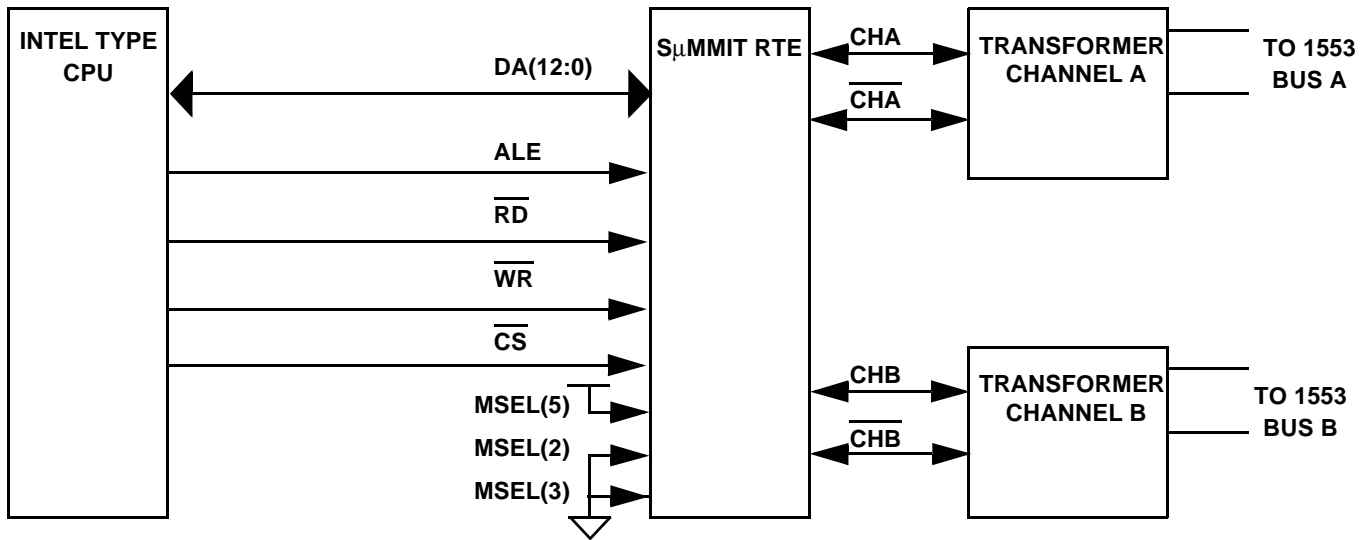 INTEL TYPE
CPU
DA(12:0)
ALE
RD
WR
CS
MSEL(5)
MSEL(2)
MSEL(3)
SμMMIT RTE
CHA
CHA
CHB
CHB
TRANSFORMER
CHANNEL A
TO 1553
BUS A
TRANSFORMER
CHANNEL B
TO 1553
BUS B